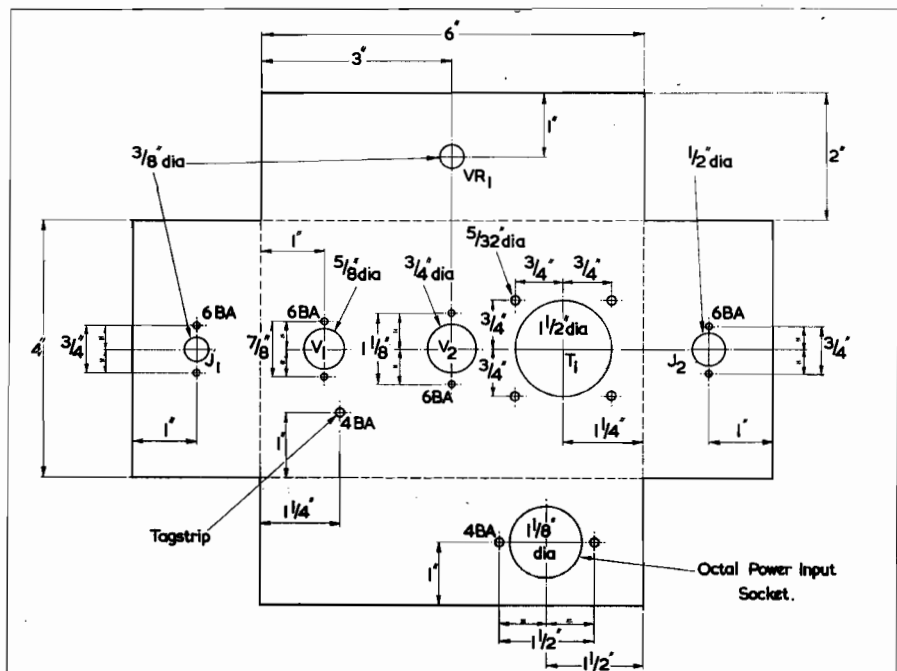 6"
3"
1"
3/8" dia
VR1
1/2" dia
2"
5/32" dia
1"
5/8" dia
3/4" dia
3/4" 3/4"
6BA
6BA
6BA
3/4"
1 1/2" dia
4"
3/4"
7/8"
1 1/8"
J1
V1
V2
T1
J2
3/4"
3/4"
6BA
4BA
1"
1"
1 1/4"
1"
1 1/4"
Tagstrip
4BA
1 1/8"
dia
1"
Octal Power Input
Socket.
1 1/2"
1 1/2"